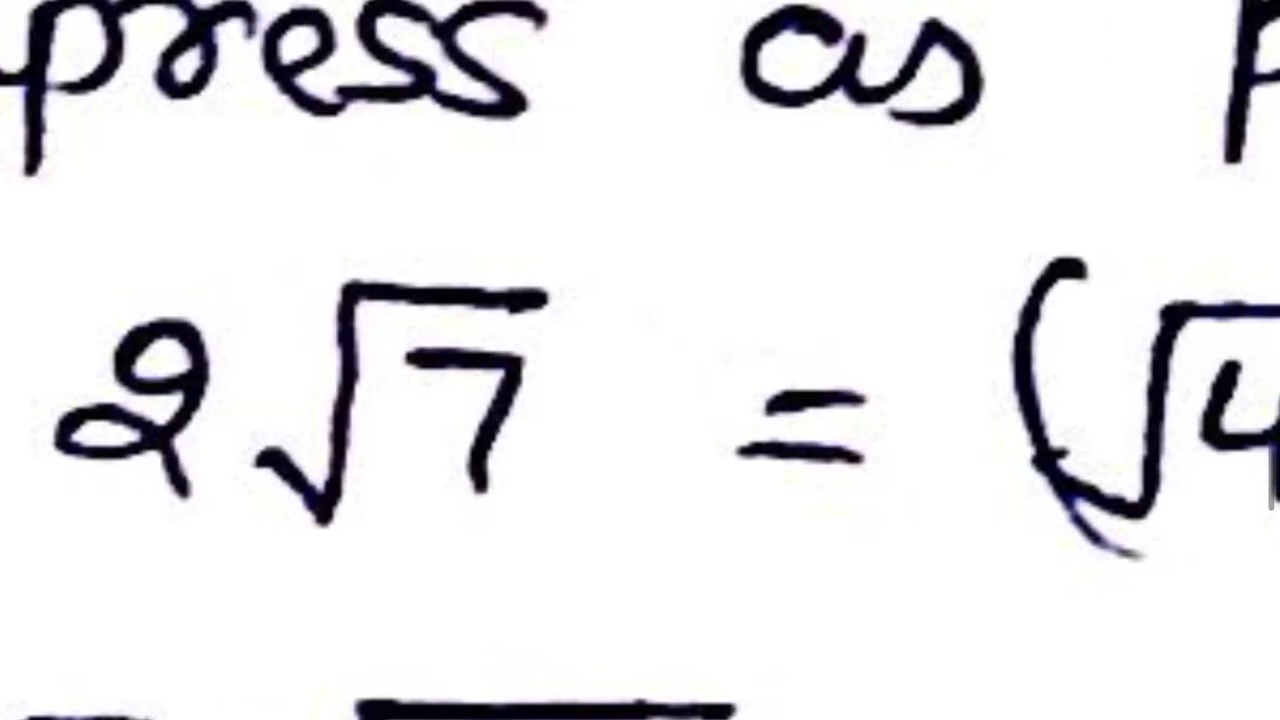 press as p
2√7 = (√4